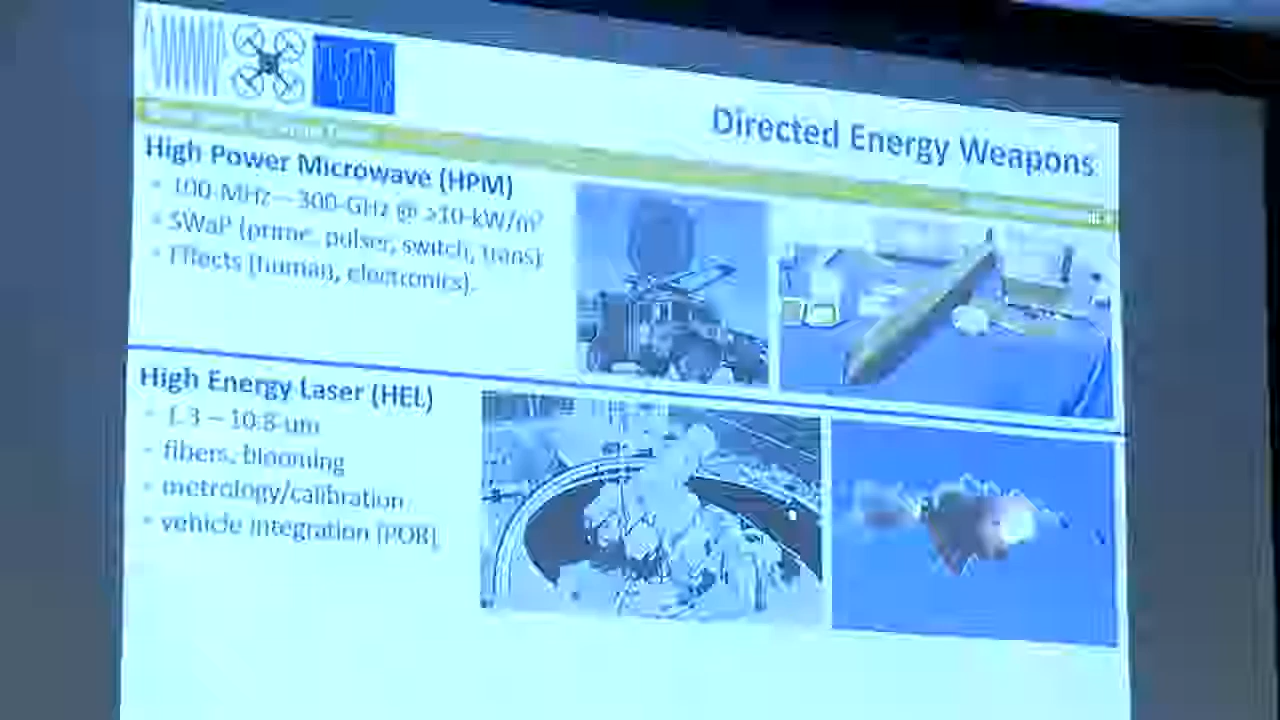 Directed Energy Weapons
High Power Microwave (HPM)
- 100-MHz – 300-GHz @ >10-kW/m²
- SWaP (prime, pulser, switch, trans)
- Effects (human, electronics).
High Energy Laser (HEL)
- 1.3 – 10.8-um
- fibers, blooming
- metrology/calibration
- vehicle integration (POR)